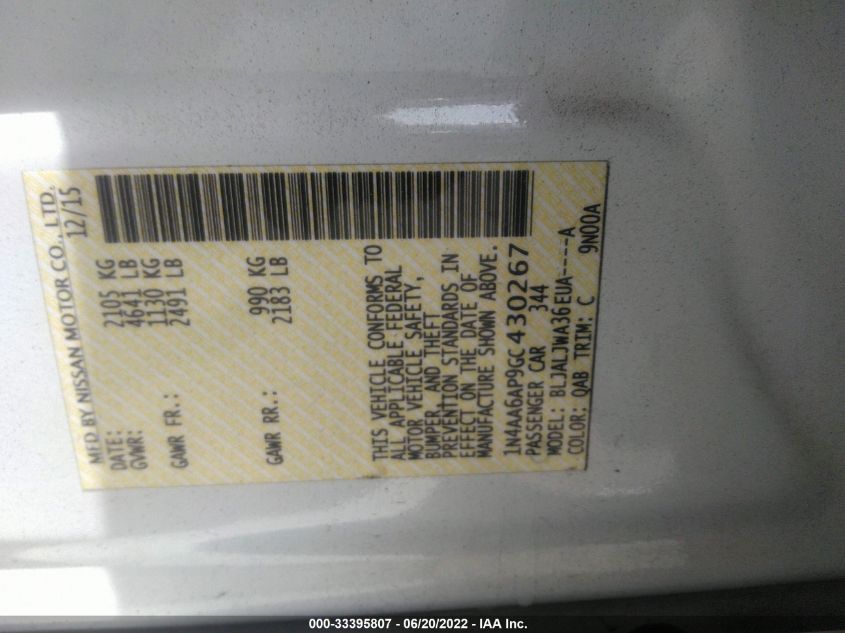 MFD BY NISSAN MOTOR CO., LTD.
DATE: 12/15
GVWR: 2105 KG
4641 LB
GAWR FR.: 1130 KG
2491 LB
GAWR RR.: 990 KG
2183 LB
THIS VEHICLE CONFORMS TO
ALL APPLICABLE FEDERAL
MOTOR VEHICLE SAFETY,
BUMPER, AND THEFT
PREVENTION STANDARDS IN
EFFECT ON THE DATE OF
MANUFACTURE SHOWN ABOVE.
1N4AA6AP9GC430267
PASSENGER CAR 344
MODEL: BLJALJWA36EUA----A
COLOR: QAB TRIM: C 9N00A
000-33395807 - 06/20/2022 - IAA Inc.